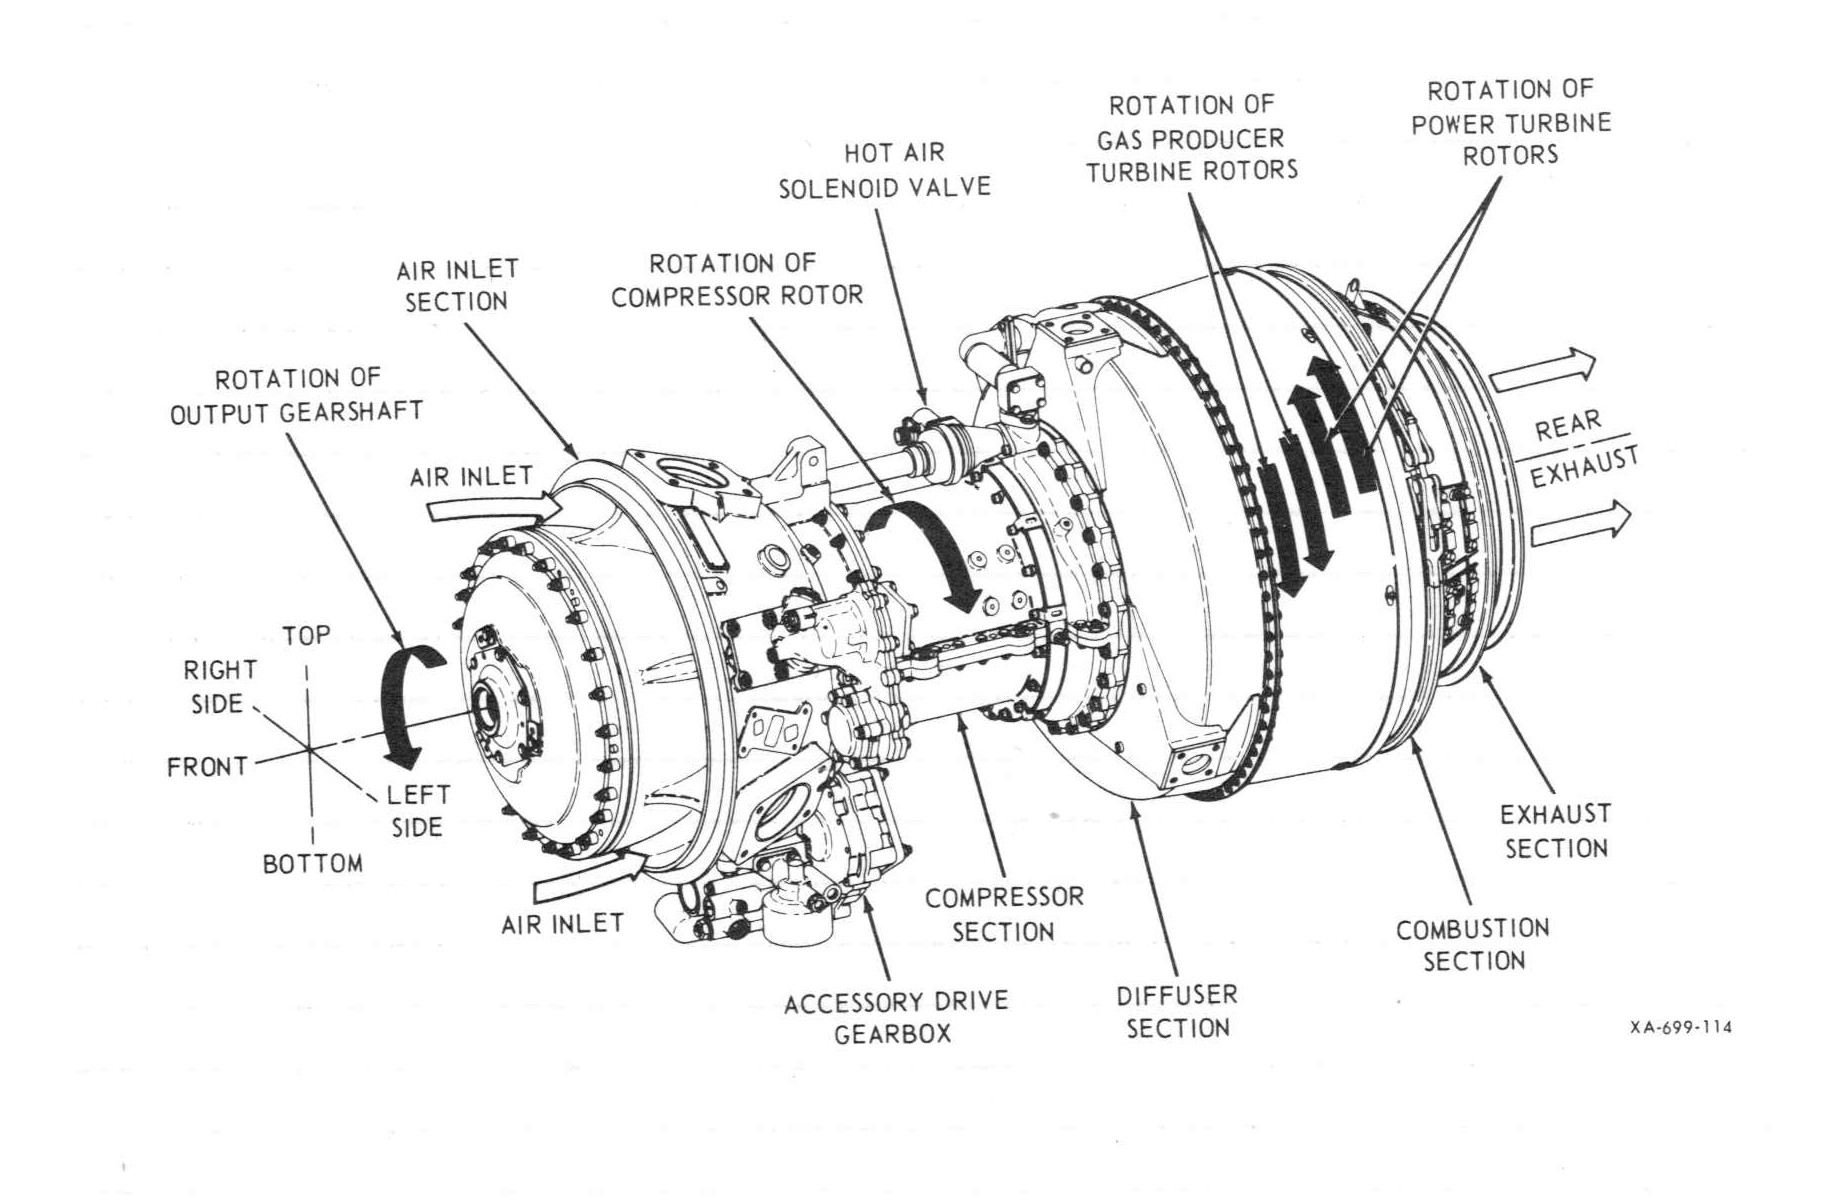 ROTATION OF
POWER TURBINE
ROTORS
ROTATION OF
GAS PRODUCER
TURBINE ROTORS
HOT AIR
SOLENOID VALVE
ROTATION OF
COMPRESSOR ROTOR
AIR INLET
SECTION
ROTATION OF
OUTPUT GEARSHAFT
AIR INLET
REAR
EXHAUST
TOP
RIGHT
SIDE
FRONT
LEFT
SIDE
BOTTOM
AIR INLET
EXHAUST
SECTION
COMPRESSOR
SECTION
COMBUSTION
SECTION
ACCESSORY DRIVE
GEARBOX
DIFFUSER
SECTION
XA-699-114